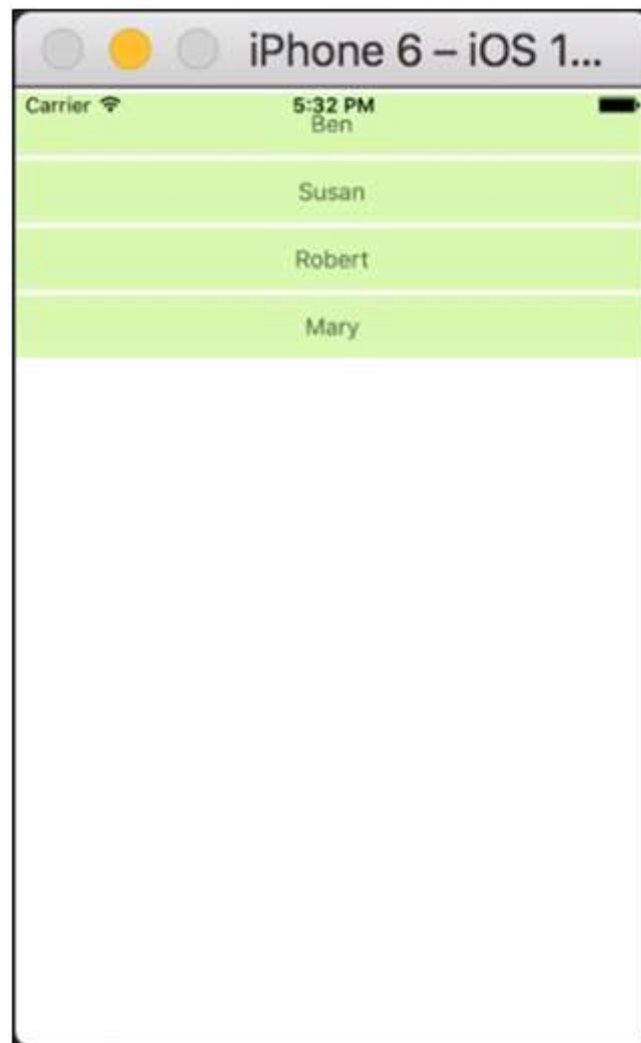 iPhone 6 – iOS 1...
Carrier 5:32 PM
Ben
Susan
Robert
Mary